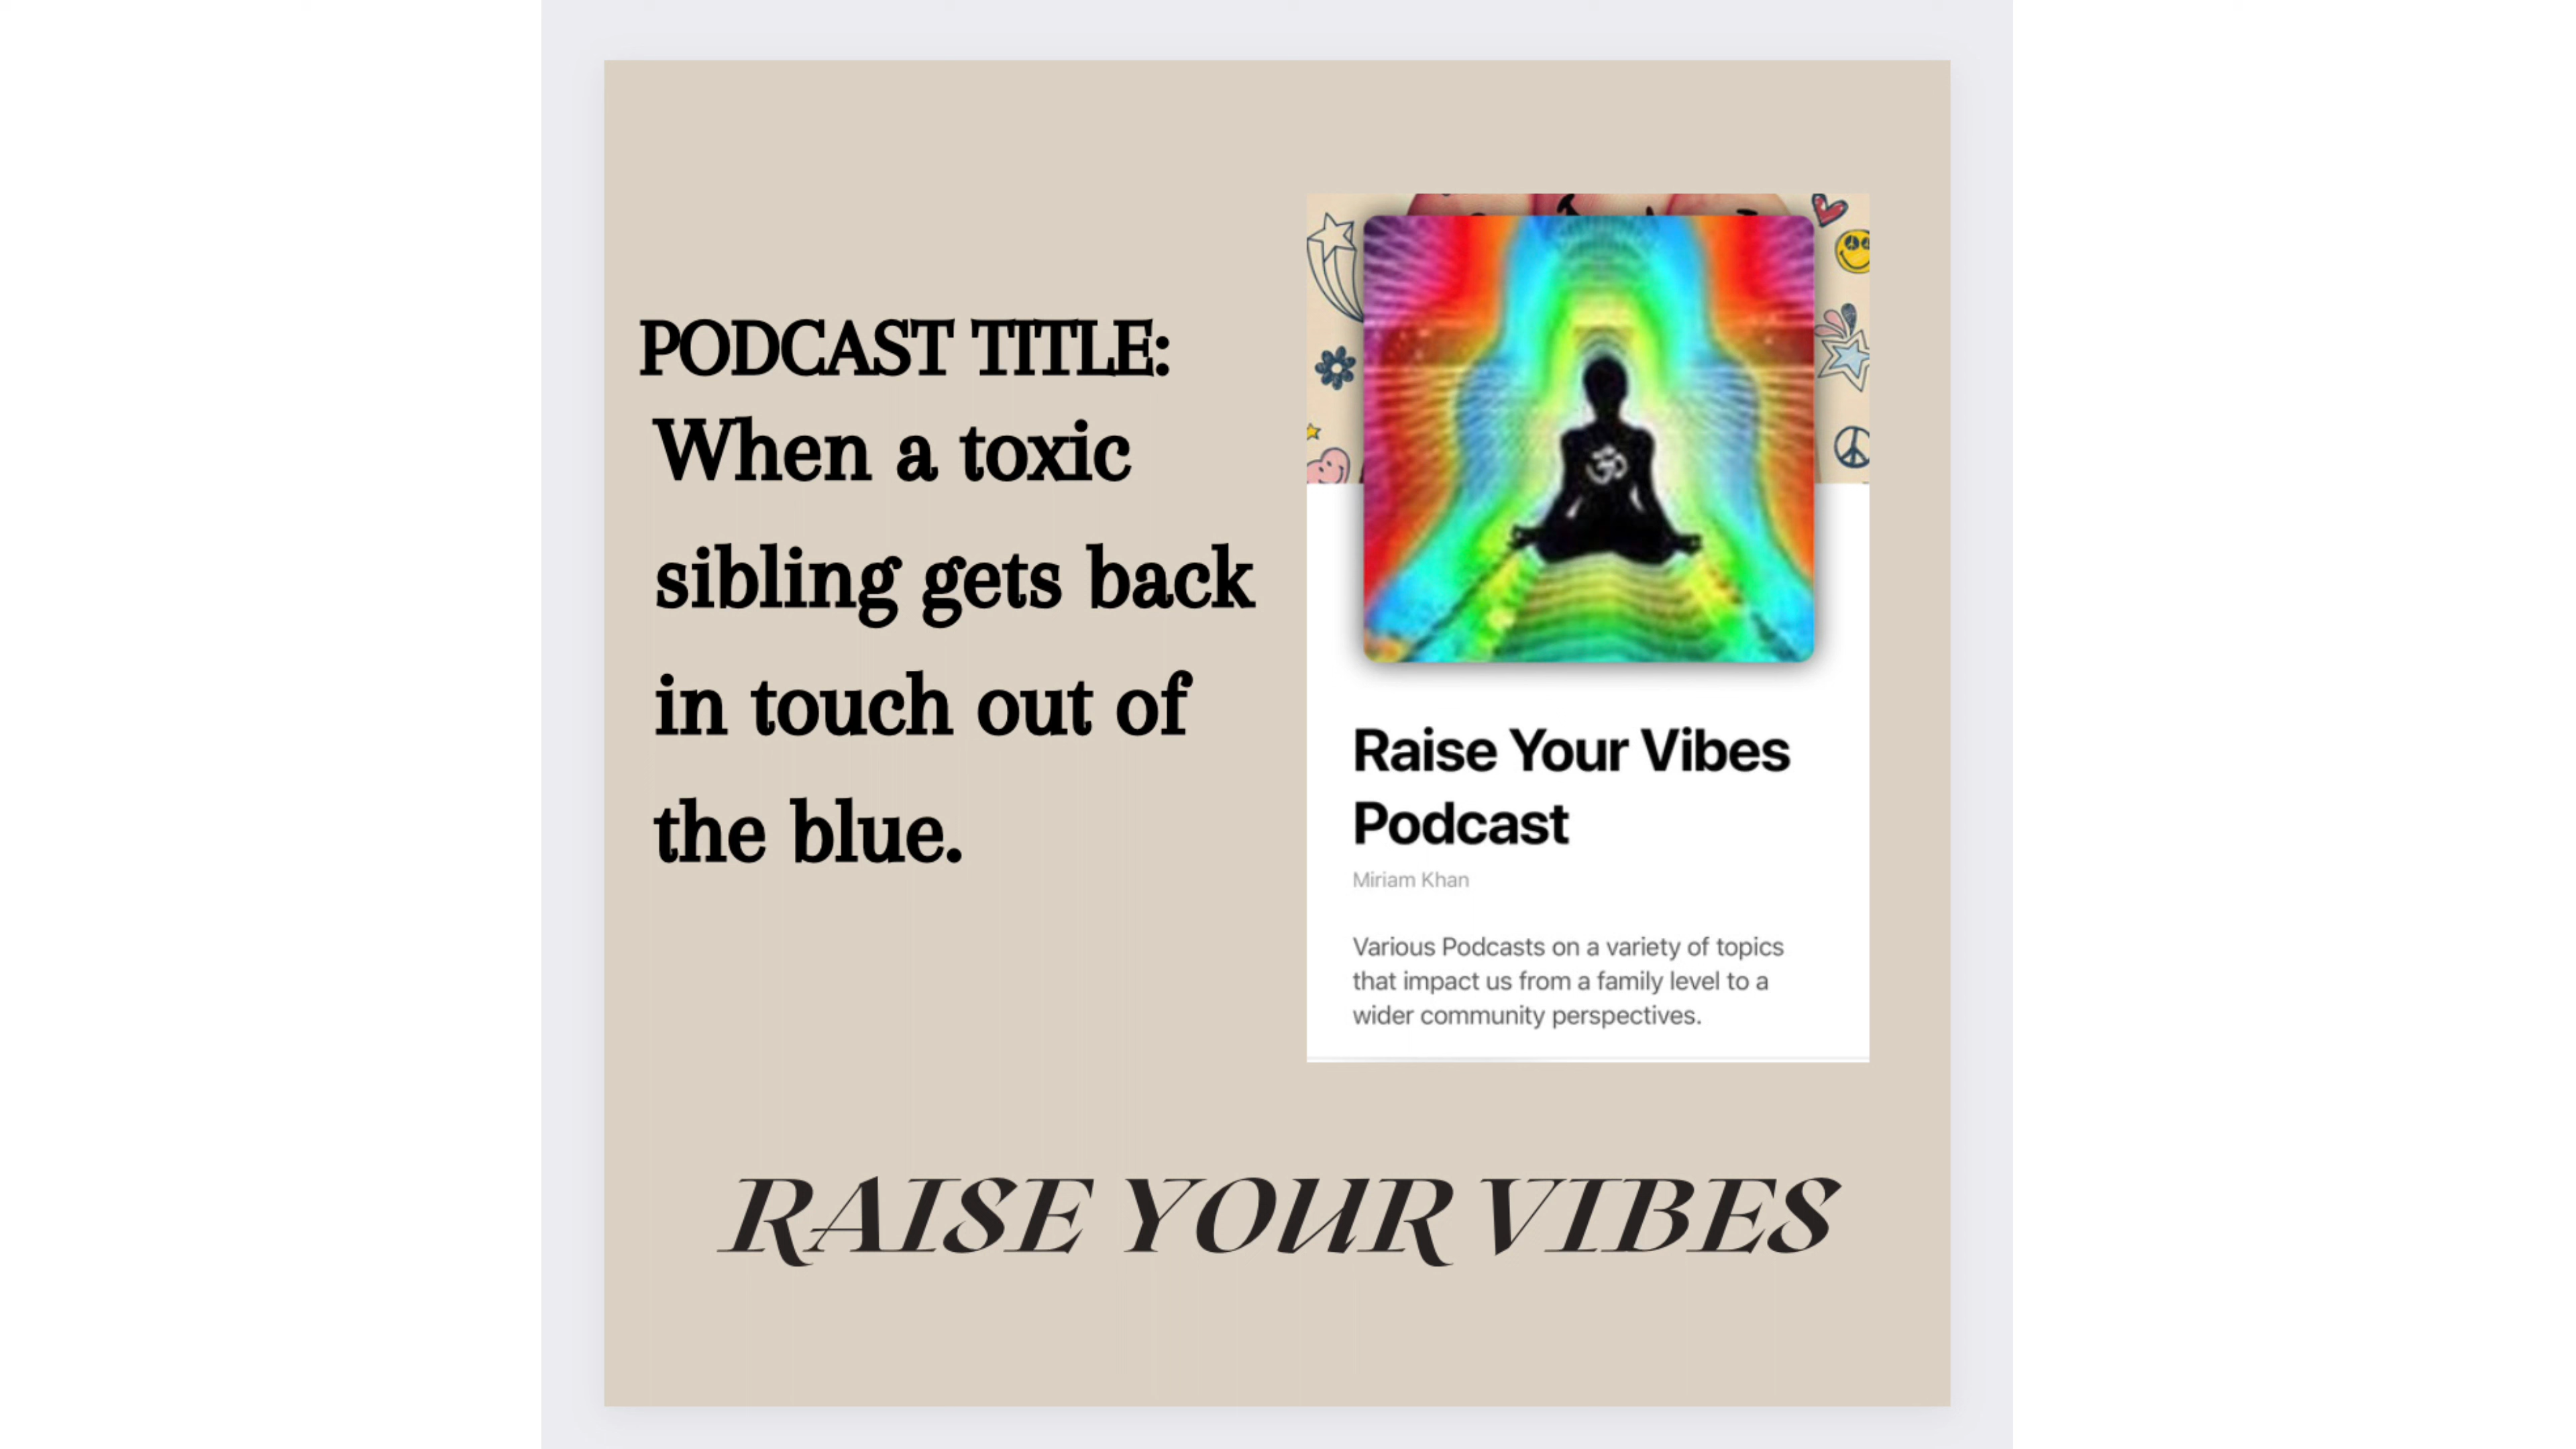 PODCAST TITLE:
When a toxic
sibling gets back
in touch out of
the blue.
ॐ
Raise Your Vibes
Podcast
Miriam Khan
Various Podcasts on a variety of topics
that impact us from a family level to a
wider community perspectives.
RAISE YOUR VIBES